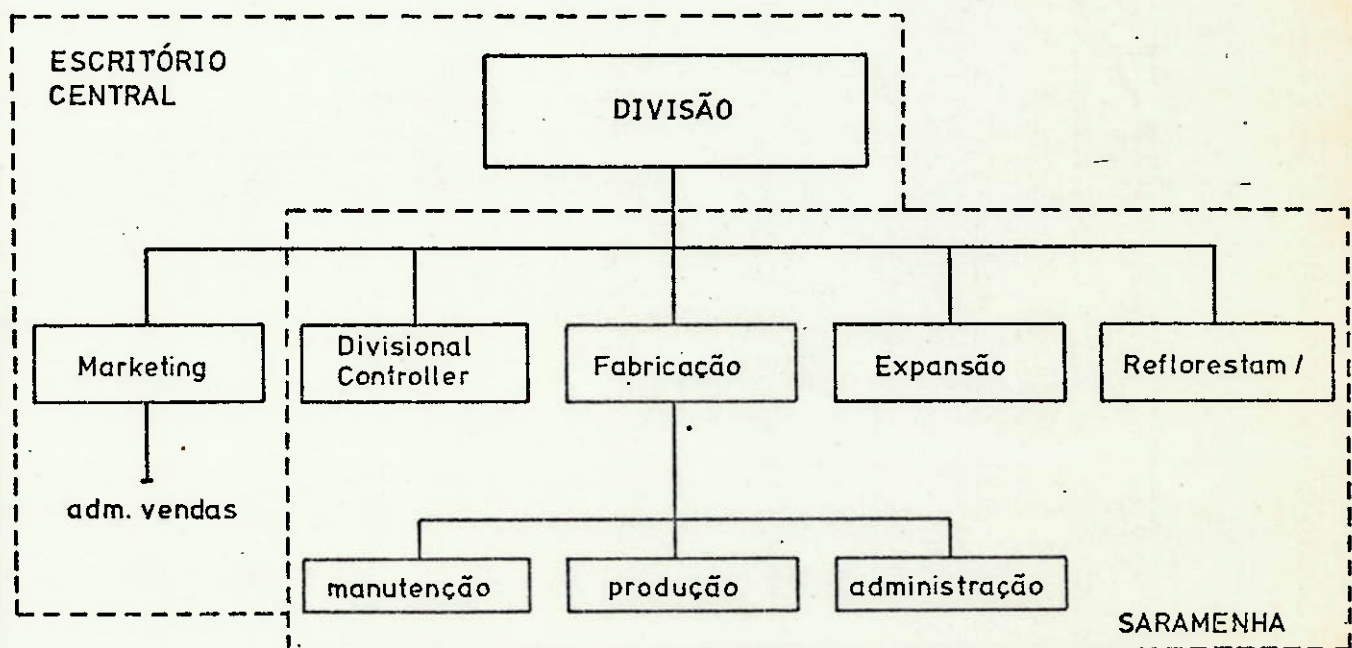 ESCRITÓRIO
CENTRAL
DIVISÃO
Marketing
Divisional
Controller
Fabricação
Expansão
Reflorestam/
adm. vendas
manutenção
produção
administração
SARAMENHA